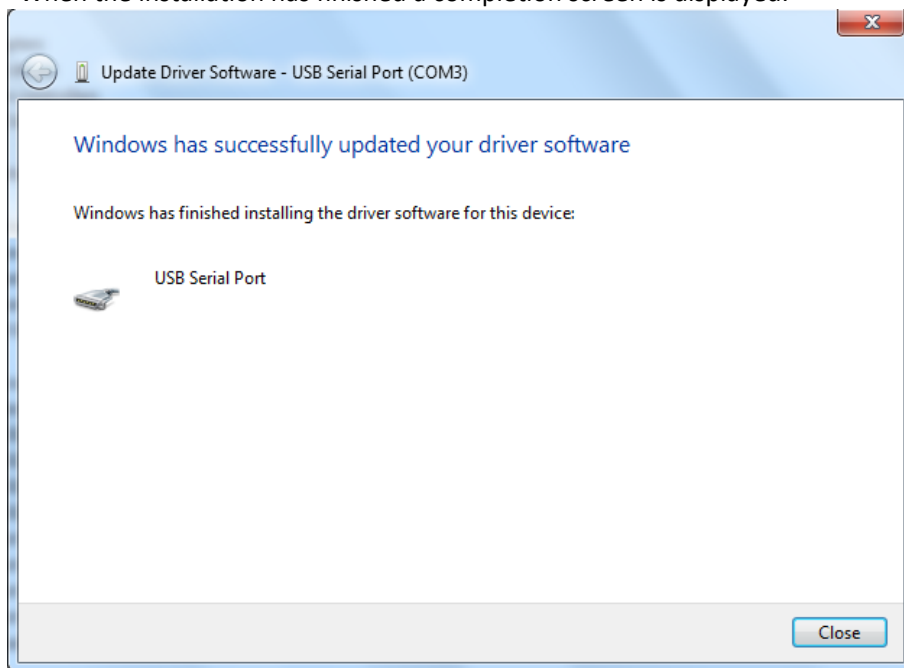 When the installation has finished a completion screen is displayed.
Update Driver Software - USB Serial Port (COM3)
Windows has successfully updated your driver software
Windows has finished installing the driver software for this device:
USB Serial Port
Close